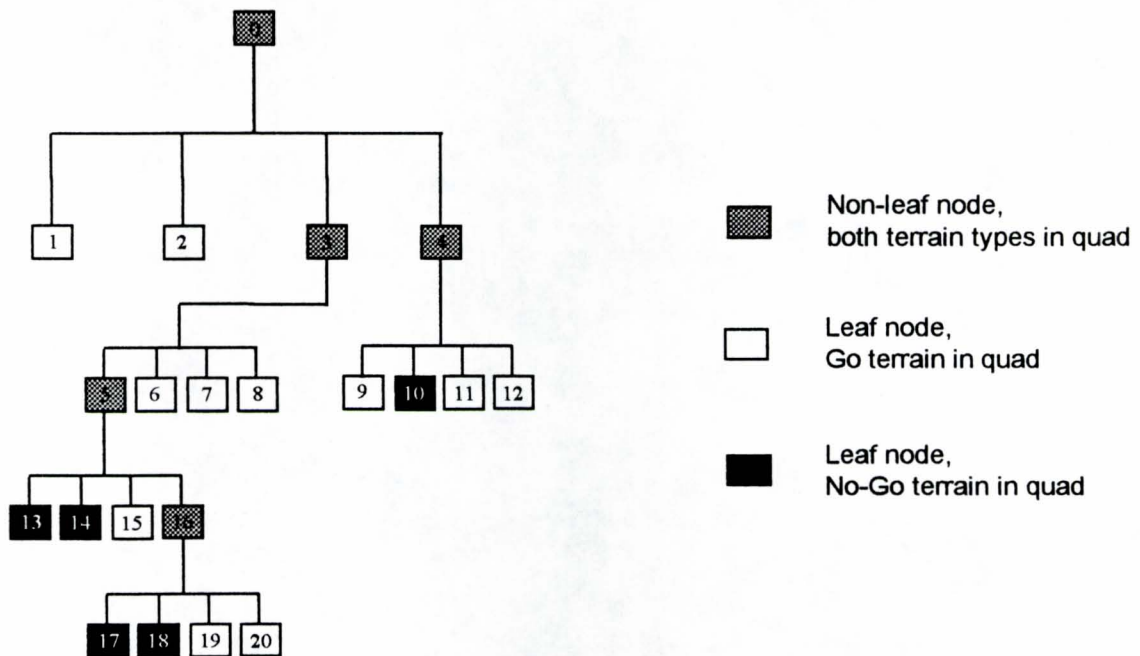 0
1 2 3 4
Non-leaf node,
both terrain types in quad
Leaf node,
Go terrain in quad
5 6 7 8 9 10 11 12
Leaf node,
No-Go terrain in quad
13 14 15 16
17 18 19 20